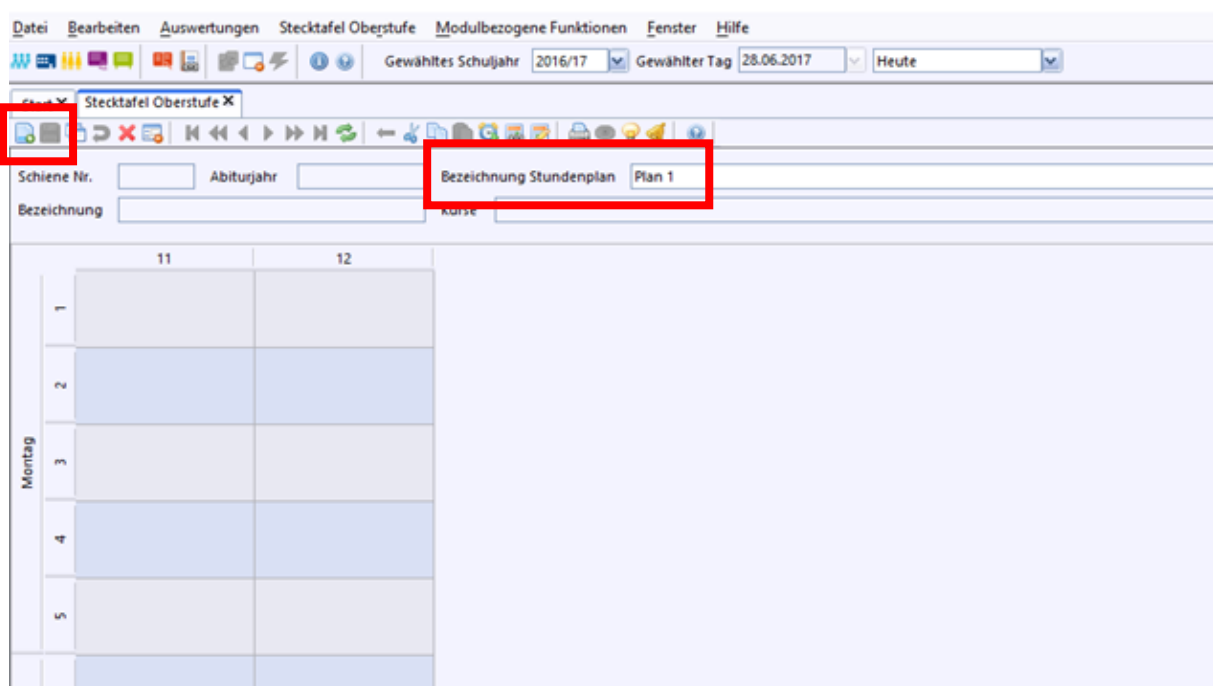 Datei Bearbeiten Auswertungen Stecktafel Oberstufe Modulbezogene Funktionen Fenster Hilfe
Gewähltes Schuljahr 2016/17 Gewählter Tag 28.06.2017 Heute
Start X Stecktafel Oberstufe X
Schiene Nr. Abiturjahr Bezeichnung Stundenplan Plan 1
Bezeichnung Kurse
11 12
Montag
1
2
3
4
5